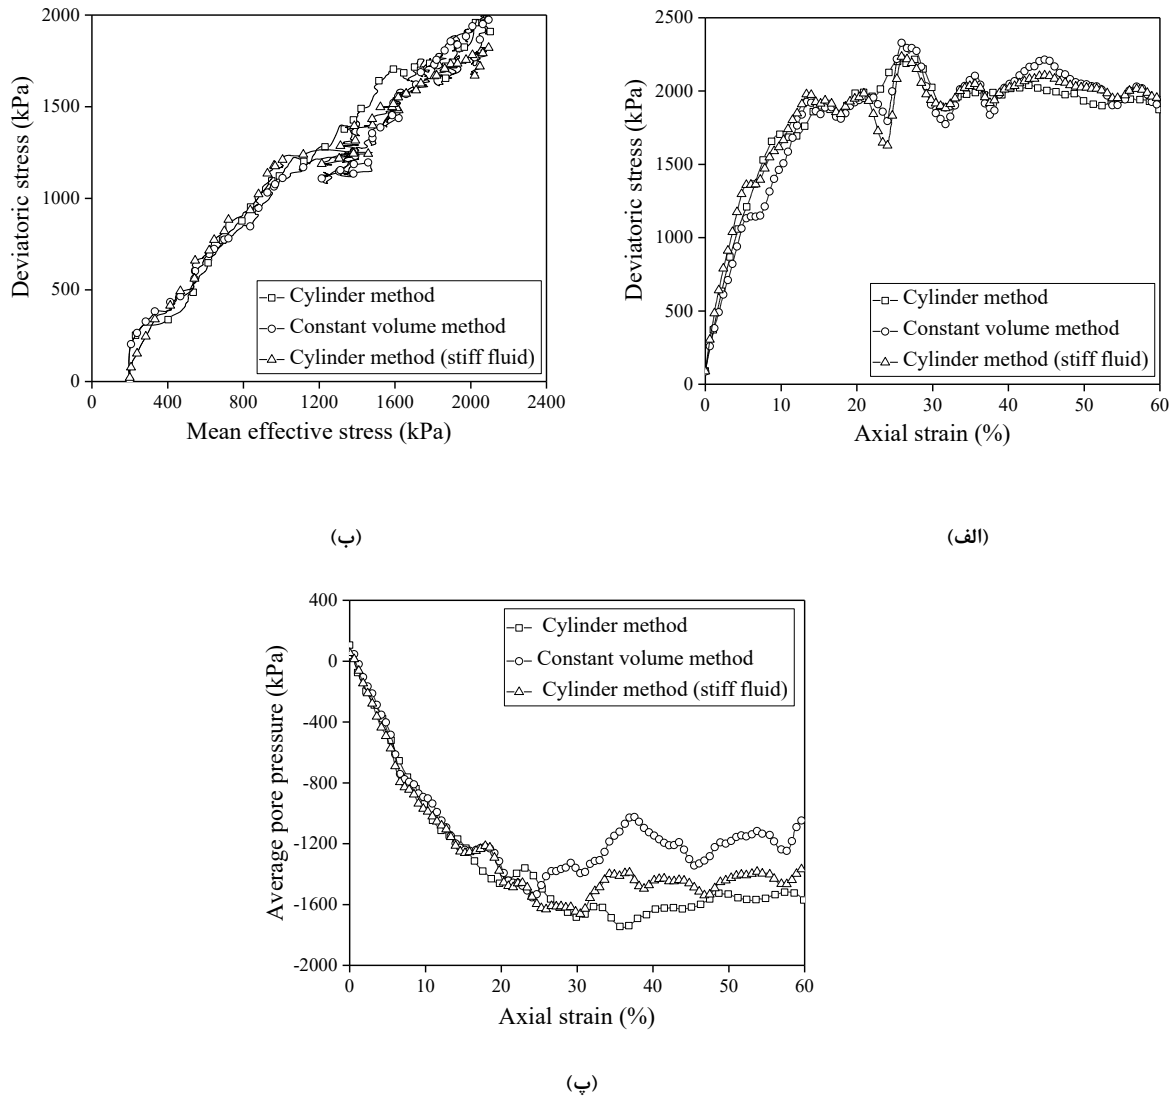 2000
1500
1000
500
0
0 400 800 1200 1600 2000 2400
Deviatoric stress (kPa)
Mean effective stress (kPa)
Cylinder method
Constant volume method
Cylinder method (stiff fluid)
(ب)
2500
2000
1500
1000
500
0
0 10 20 30 40 50 60
Deviatoric stress (kPa)
Axial strain (%)
Cylinder method
Constant volume method
Cylinder method (stiff fluid)
(الف)
400
0
-400
-800
-1200
-1600
-2000
0 10 20 30 40 50 60
Average pore pressure (kPa)
Axial strain (%)
Cylinder method
Constant volume method
Cylinder method (stiff fluid)
(پ)